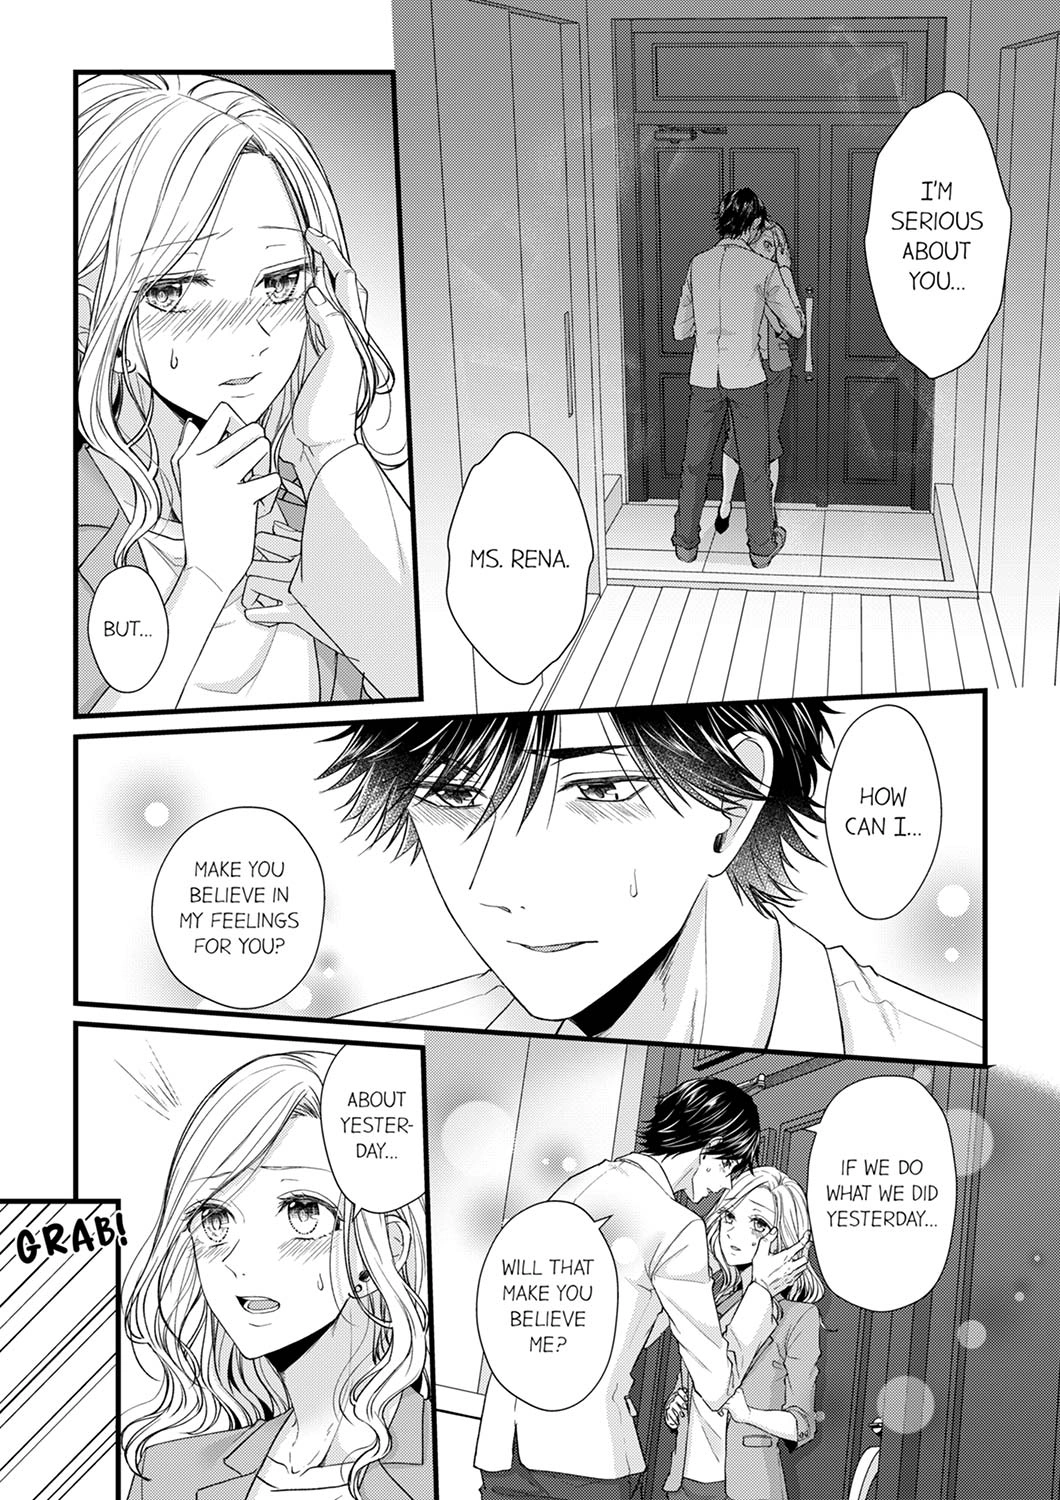 I'M
SERIOUS
ABOUT
YOU...
MS. RENA.
BUT...
HOW
CAN I...
MAKE YOU
BELIEVE IN
MY FEELINGS
FOR YOU?
IF WE DO
WHAT WE DID
YESTERDAY...
WILL THAT
MAKE YOU
BELIEVE
ME?
ABOUT
YESTER-
DAY...
GRAB!